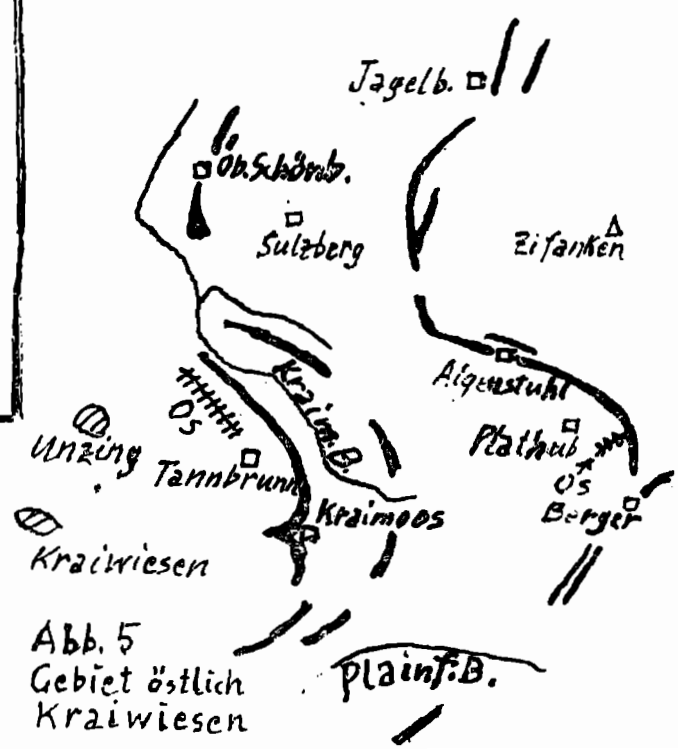 Jagelb.
Ob. Schönb.
Sulzberg
Zifanken
Aigenstuhl
Kraim.B.
Os
Plathub
Unzing
Tannbrunn
Os
Berger
Kraimoos
Kraiwiesen
Abb. 5
Gebiet östlich
Kraiwiesen
Plainf.B.